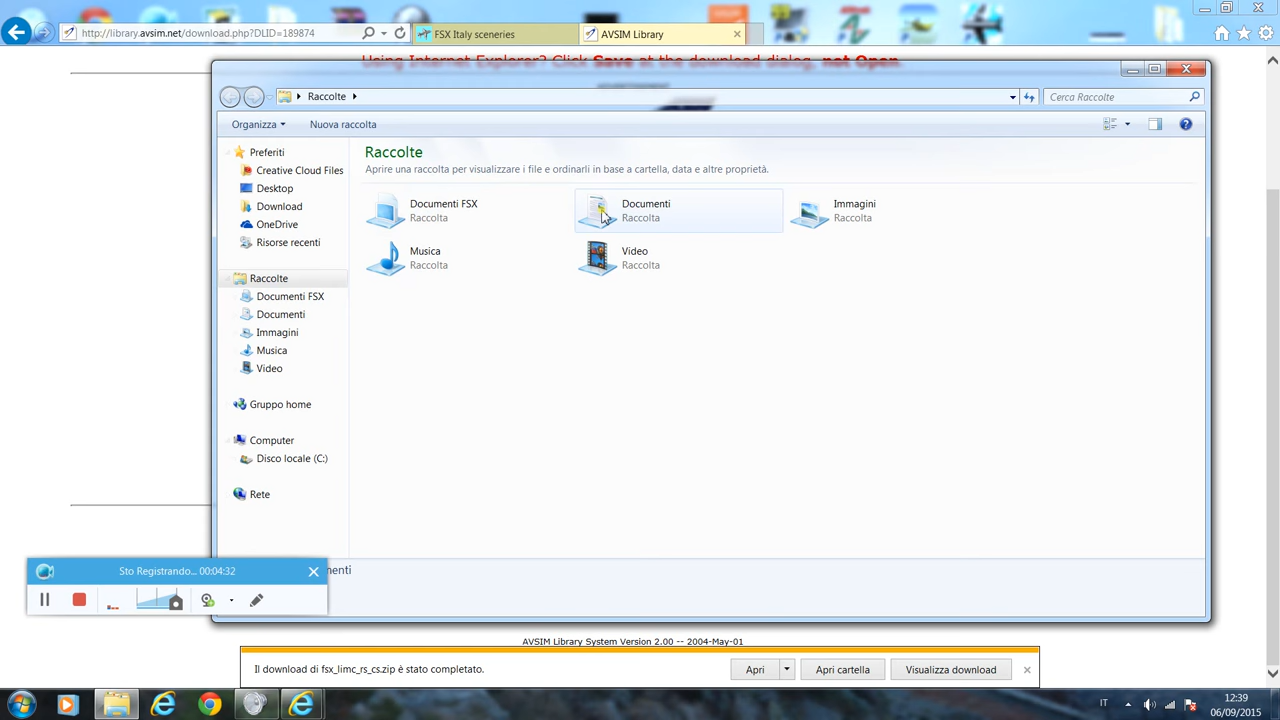 http://library.avsim.net/download.php?DLID=189874
FSX Italy sceneries
AVSIM Library
Using Internet Explorer? Click Save at the download dialog, not Open.
Raccolte
Cerca Raccolte
Organizza
Nuova raccolta
Preferiti
Creative Cloud Files
Desktop
Download
OneDrive
Risorse recenti
Raccolte
Documenti FSX
Documenti
Immagini
Musica
Video
Gruppo home
Computer
Disco locale (C:)
Rete
Raccolte
Aprire una raccolta per visualizzare i file e ordinarli in base a cartella, data e altre proprietà.
Documenti FSX
Raccolta
Documenti
Raccolta
Immagini
Raccolta
Musica
Raccolta
Video
Raccolta
Sto Registrando... 00:04:32
menti
AVSIM Library System Version 2.00 -- 2004-May-01
Il download di fsx_limc_rs_cs.zip è stato completato.
Apri
Apri cartella
Visualizza download
IT
12:39
06/09/2015